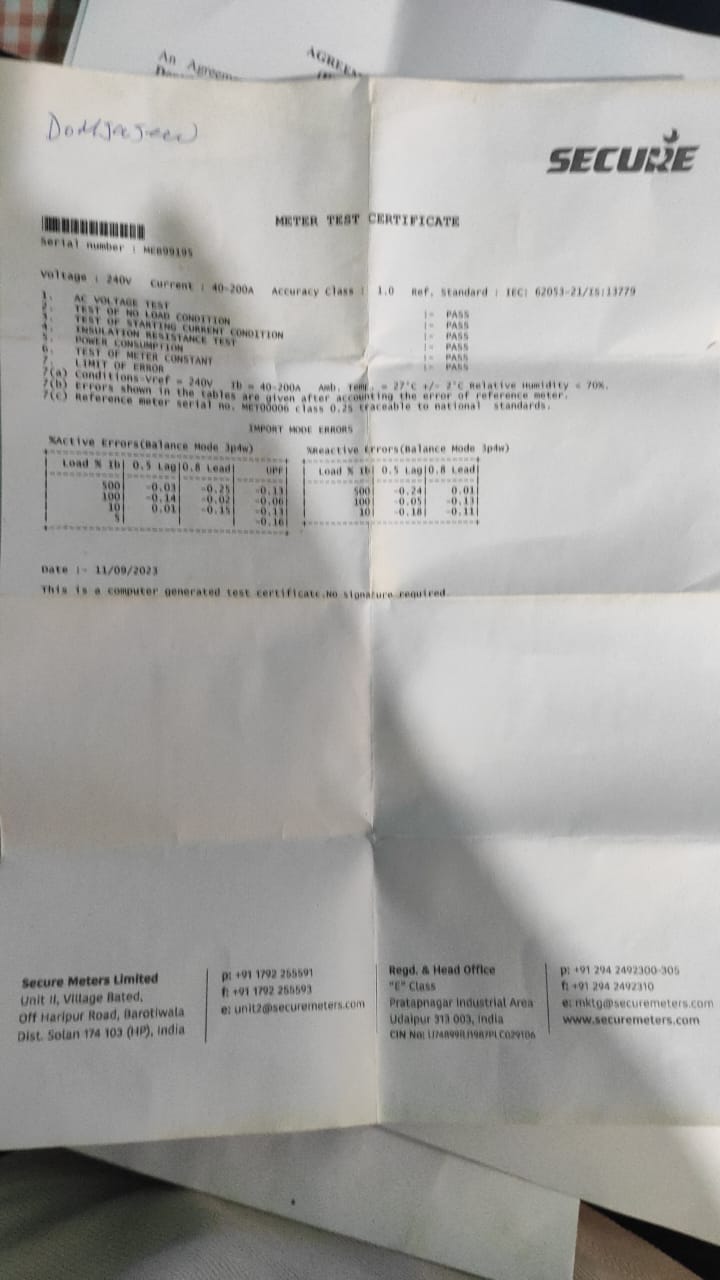 An Agreem
AGREEM
SECURE
METER TEST CERTIFICATE
Serial number : ME899195
Voltage : 240V Current : 40-200A Accuracy Class : 1.0 Ref. Standard : IEC: 62053-21/IS:13779
1. AC VOLTAGE TEST |= PASS
2. TEST OF NO LOAD CONDITION |= PASS
3. TEST OF STARTING CURRENT CONDITION |= PASS
4. INSULATION RESISTANCE TEST |= PASS
5. POWER CONSUMPTION |= PASS
6. TEST OF METER CONSTANT |= PASS
7. LIMIT OF ERROR
7(a) Conditions-Vref = 240V Ib = 40-200A Amb. Temp. = 27°C +/- 2°C Relative Humidity < 70%.
7(b) Errors shown in the tables are given after accounting the error of reference meter.
7(c) Reference meter serial no. MET00006 class 0.25 traceable to national standards.
IMPORT MODE ERRORS
%Active Errors(Balance Mode 3p4w) %Reactive Errors(Balance Mode 3p4w)
Load % Ib| 0.5 Lag|0.8 Lead| UPF| Load % Ib| 0.5 Lag|0.8 Lead|
500| -0.03| -0.25| -0.13| 500| -0.24| 0.01|
100| -0.14| -0.02| -0.06| 100| -0.05| -0.13|
10| 0.01| -0.15| -0.13| 10| -0.18| -0.11|
5| -0.16|
Date :- 11/09/2023
This is a computer generated test certificate.No signature required
Secure Meters Limited
Unit II, Village Bated,
Off Haripur Road, Barotiwala
Dist. Solan 174 103 (HP), India
p: +91 1792 255591
f: +91 1792 255593
e: unit2@securemeters.com
Regd. & Head Office
"E" Class
Pratapnagar Industrial Area
Udaipur 313 003, India
CIN No:
p: +91 294 2492300-305
f: +91 294 2492310
e: mktg@securemeters.com
www.securemeters.com